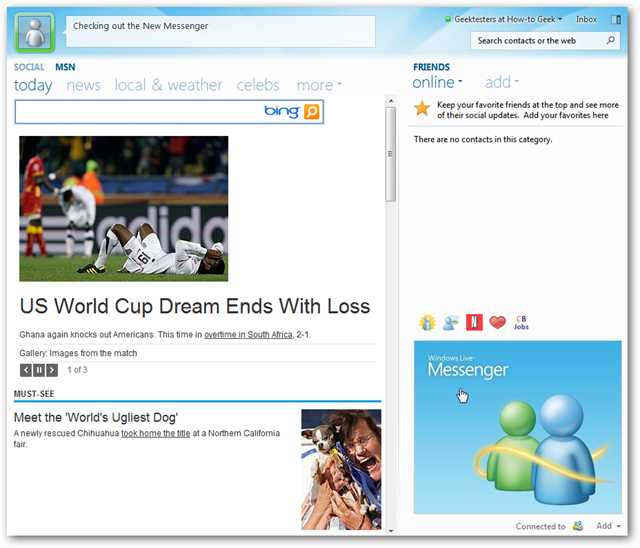 Checking out the New Messenger
Geektesters at How-to Geek
Inbox
Search contacts or the web
SOCIAL MSN
today news local & weather celebs more
FRIENDS
online add
bing
Keep your favorite friends at the top and see more
of their social updates. Add your favorites here
There are no contacts in this category.
adidas
19
US World Cup Dream Ends With Loss
Ghana again knocks out Americans. This time in overtime in South Africa, 2-1.
Gallery: Images from the match
1 of 3
N
CB
Jobs
MUST-SEE
Meet the 'World's Ugliest Dog'
A newly rescued Chihuahua took home the title at a Northern California
fair.
Windows Live™
Messenger
Connected to
Add